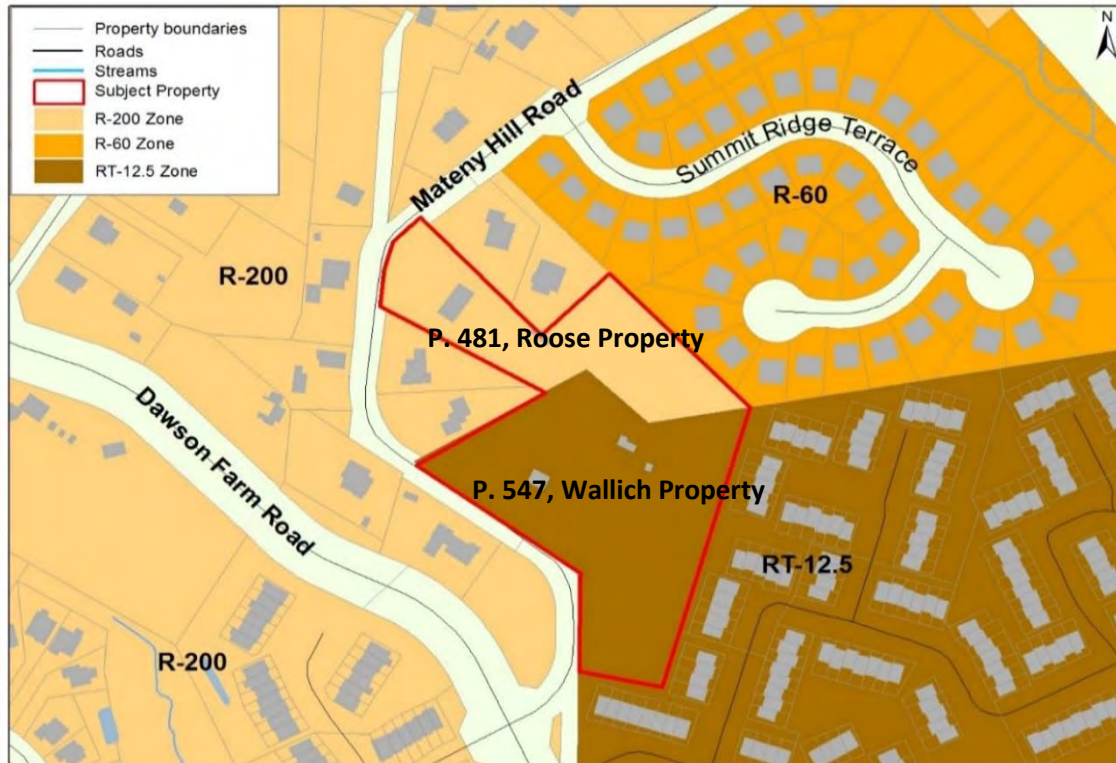 N
Property boundaries
Roads
Streams
Subject Property
R-200 Zone
R-60 Zone
RT-12.5 Zone
Mateny Hill Road
Summit Ridge Terrace
R-60
R-200
P. 481, Roose Property
Dawson Farm Road
P. 547, Wallich Property
RT-12.5
R-200